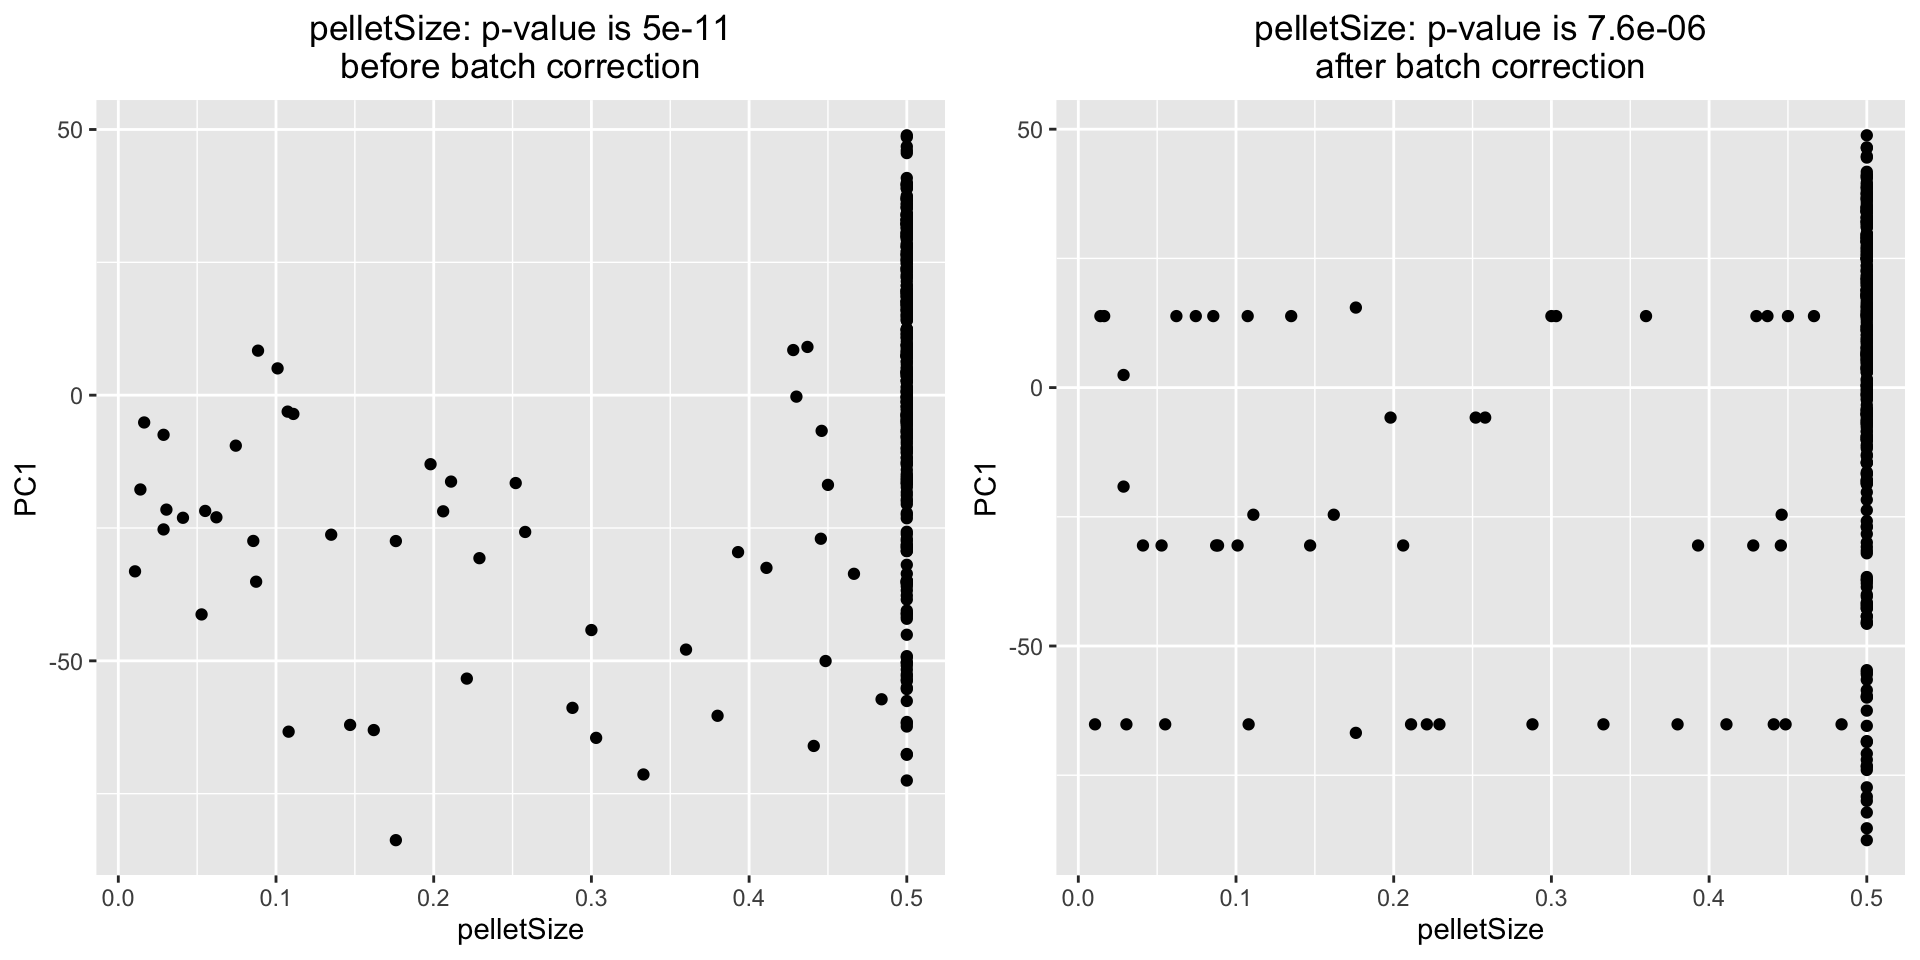 pelletSize: p-value is 5e-11
before batch correction
50
0
-50
PC1
0.0 0.1 0.2 0.3 0.4 0.5
pelletSize
pelletSize: p-value is 7.6e-06
after batch correction
50
0
-50
PC1
0.0 0.1 0.2 0.3 0.4 0.5
pelletSize